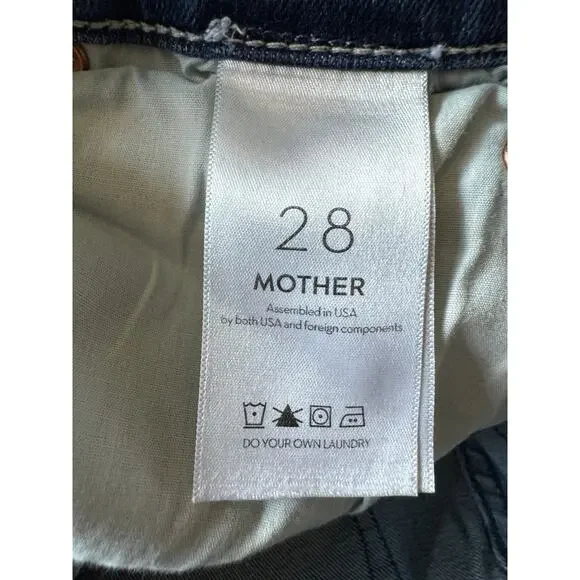 28
MOTHER
Assembled in USA
by both USA and foreign components
DO YOUR OWN LAUNDRY